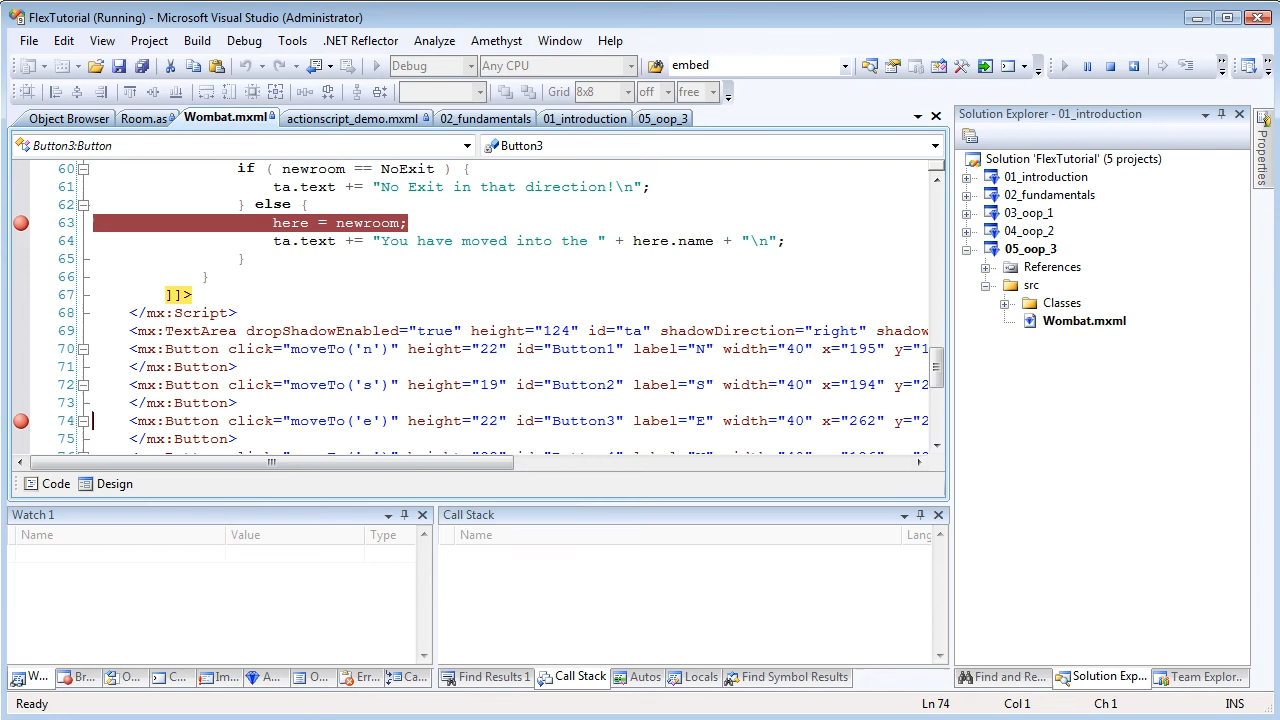 FlexTutorial (Running) - Microsoft Visual Studio (Administrator)
File Edit View Project Build Debug Tools .NET Reflector Analyze Amethyst Window Help
Debug Any CPU embed
Grid 8x8 off free
Object Browser Room.as Wombat.mxml actionscript_demo.mxml 02_fundamentals 01_introduction 05_oop_3
Button3:Button Button3
60 if ( newroom == NoExit ) {
61 ta.text += "No Exit in that direction!\n";
62 } else {
63 here = newroom;
64 ta.text += "You have moved into the " + here.name + "\n";
65 }
66 }
67 ]]>
68 </mx:Script>
69 <mx:TextArea dropShadowEnabled="true" height="124" id="ta" shadowDirection="right" shadow
70 <mx:Button click="moveTo('n')" height="22" id="Button1" label="N" width="40" x="195" y="1
71 </mx:Button>
72 <mx:Button click="moveTo('s')" height="19" id="Button2" label="S" width="40" x="194" y="2
73 </mx:Button>
74 <mx:Button click="moveTo('e')" height="22" id="Button3" label="E" width="40" x="262" y="2
75 </mx:Button>
Code Design
Solution Explorer - 01_introduction
Solution 'FlexTutorial' (5 projects)
01_introduction
02_fundamentals
03_oop_1
04_oop_2
05_oop_3
References
src
Classes
Wombat.mxml
Properties
Watch 1
Name Value Type
Call Stack
Name Lang
W... Br... O... C... Im... A... O... Err... Ca... Find Results 1 Call Stack Autos Locals Find Symbol Results Find and Re... Solution Exp... Team Explor...
Ready Ln 74 Col 1 Ch 1 INS